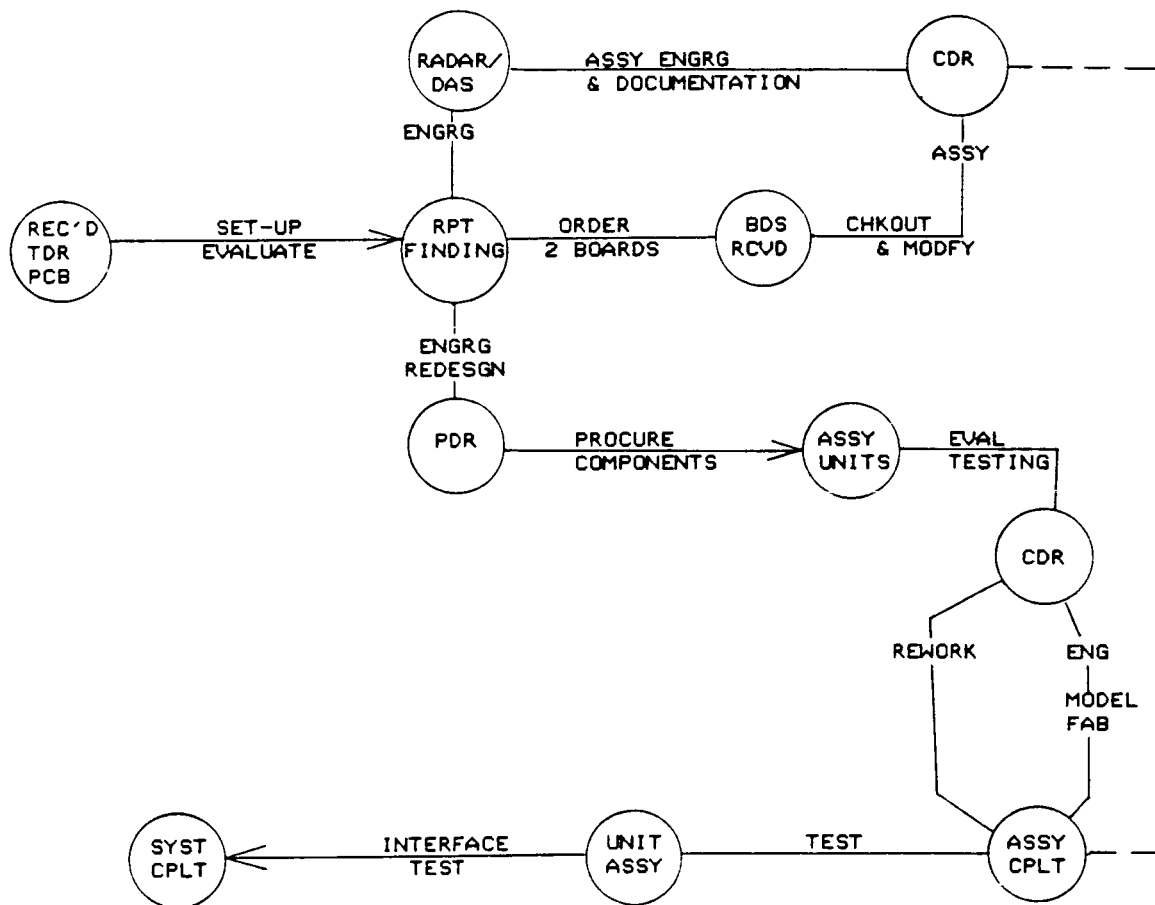 RADAR/
DAS
ASSY ENGRG
& DOCUMENTATION
CDR
ENGRG
ASSY
REC'D
TDR
PCB
SET-UP
EVALUATE
RPT
FINDING
ORDER
2 BOARDS
BDS
RCVD
CHKOUT
& MODFY
ENGRG
REDESGN
PDR
PROCURE
COMPONENTS
ASSY
UNITS
EVAL
TESTING
CDR
REWORK
ENG
MODEL
FAB
SYST
CPLT
INTERFACE
TEST
UNIT
ASSY
TEST
ASSY
CPLT